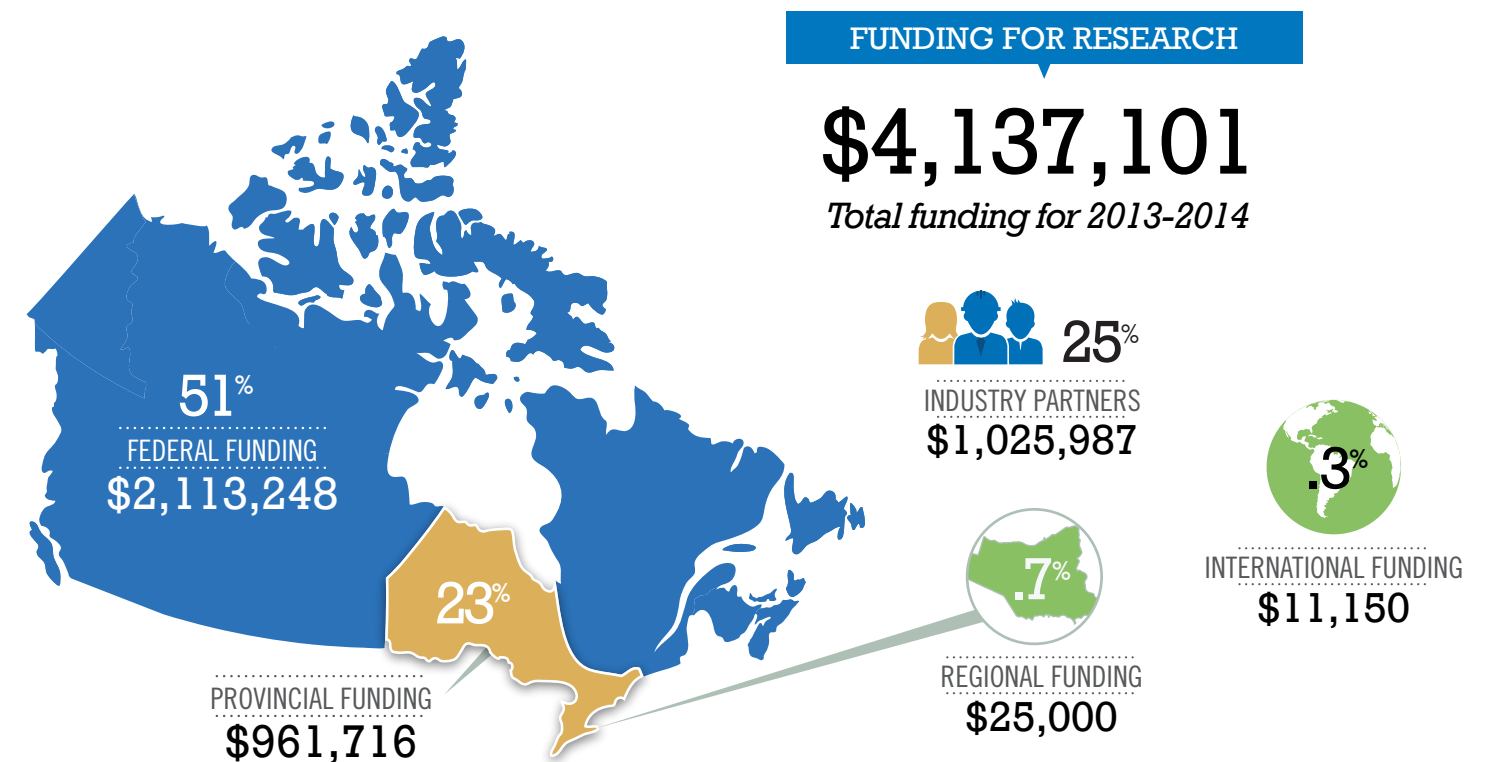 FUNDING FOR RESEARCH
$4,137,101
Total funding for 2013-2014
25%
INDUSTRY PARTNERS
$1,025,987
51%
FEDERAL FUNDING
$2,113,248
.3%
INTERNATIONAL FUNDING
$11,150
.7%
REGIONAL FUNDING
$25,000
23%
PROVINCIAL FUNDING
$961,716